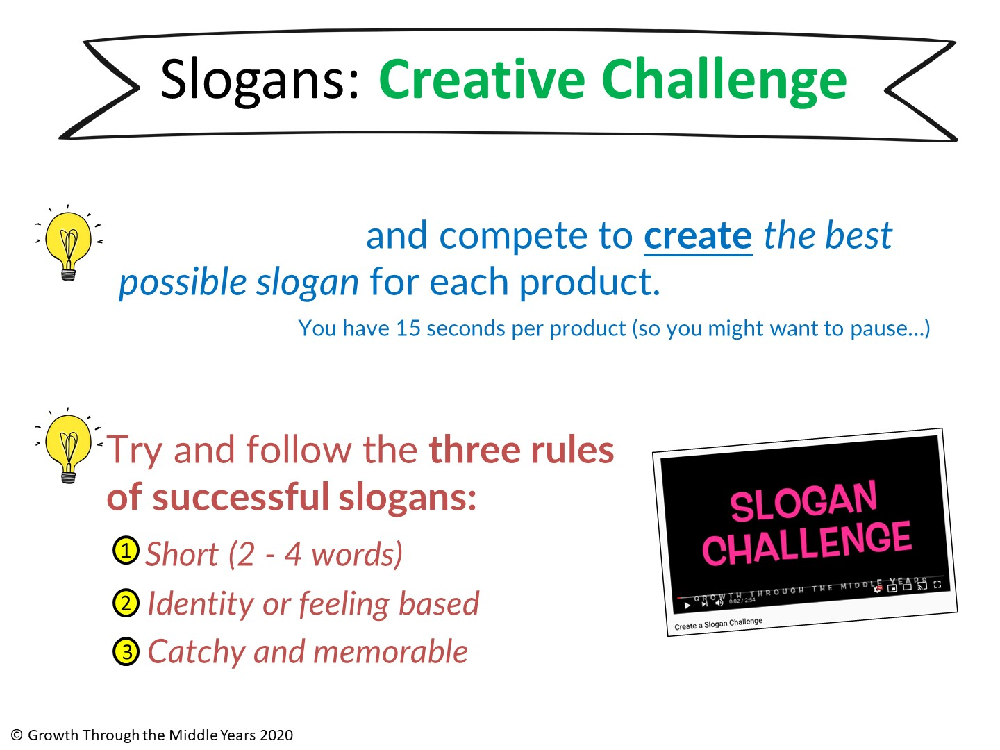 Slogans: Creative Challenge
and compete to create the best
possible slogan for each product.
You have 15 seconds per product (so you might want to pause...)
Try and follow the three rules
of successful slogans:
1 Short (2 - 4 words)
2 Identity or feeling based
3 Catchy and memorable
SLOGAN
CHALLENGE
GROWTH THROUGH THE MIDDLE YEARS
0:02 / 2:54
Create a Slogan Challenge
© Growth Through the Middle Years 2020